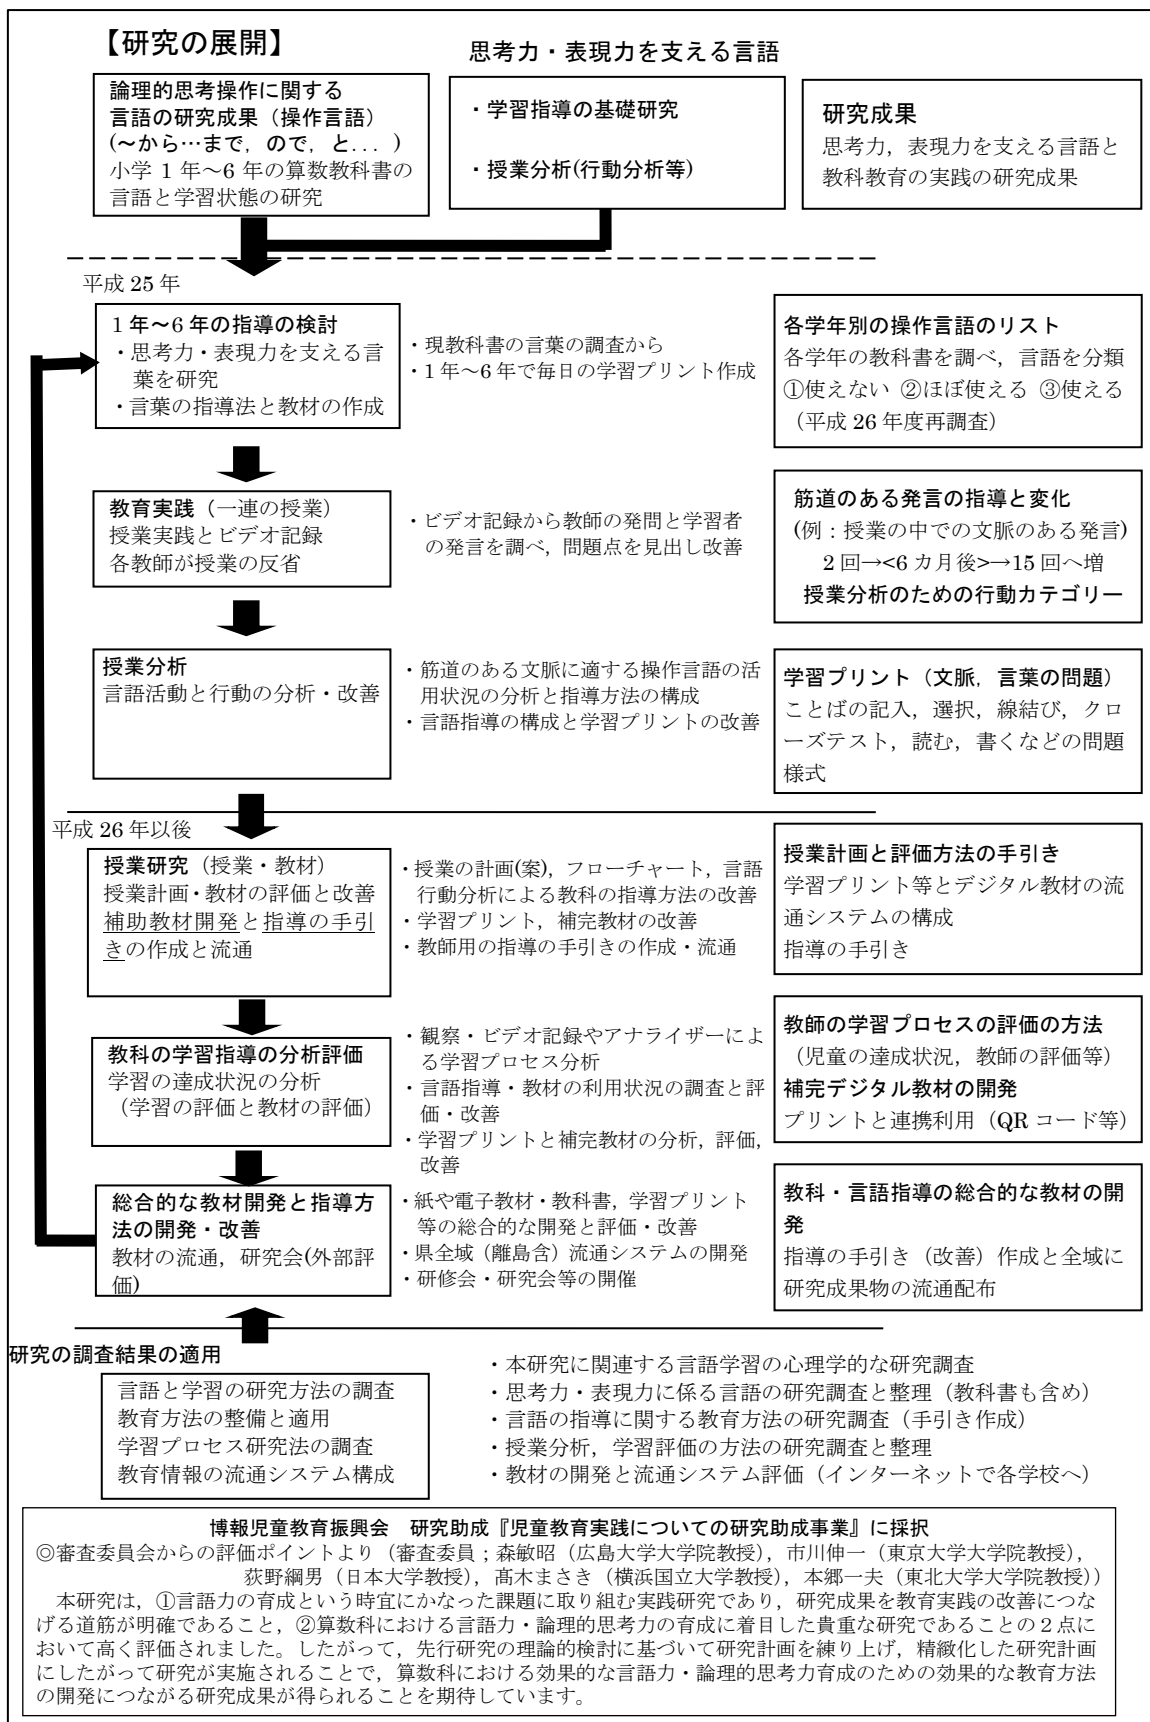 【研究の展開】
思考力・表現力を支える言語
論理的思考操作に関する
言語の研究成果（操作言語）
(～から…まで，ので，と...）
小学 1 年～6 年の算数教科書の
言語と学習状態の研究
・学習指導の基礎研究
・授業分析(行動分析等)
研究成果
思考力，表現力を支える言語と
教科教育の実践の研究成果
平成 25 年
1 年～6 年の指導の検討
・思考力・表現力を支える言
葉を研究
・言葉の指導法と教材の作成
・現教科書の言葉の調査から
・1 年～6 年で毎日の学習プリント作成
各学年別の操作言語のリスト
各学年の教科書を調べ，言語を分類
①使えない ②ほぼ使える ③使える
（平成 26 年度再調査）
教育実践（一連の授業）
授業実践とビデオ記録
各教師が授業の反省
・ビデオ記録から教師の発問と学習者
の発言を調べ，問題点を見出し改善
筋道のある発言の指導と変化
(例：授業の中での文脈のある発言)
2 回→<6 カ月後>→15 回へ増
授業分析のための行動カテゴリー
授業分析
言語活動と行動の分析・改善
・筋道のある文脈に適する操作言語の活
用状況の分析と指導方法の構成
・言語指導の構成と学習プリントの改善
学習プリント（文脈，言葉の問題）
ことばの記入，選択，線結び，クロ
ーズテスト，読む，書くなどの問題
様式
平成 26 年以後
授業研究（授業・教材）
授業計画・教材の評価と改善
補助教材開発と指導の手引
きの作成と流通
・授業の計画(案)，フローチャート，言語
行動分析による教科の指導方法の改善
・学習プリント，補完教材の改善
・教師用の指導の手引きの作成・流通
授業計画と評価方法の手引き
学習プリント等とデジタル教材の流
通システムの構成
指導の手引き
教科の学習指導の分析評価
学習の達成状況の分析
（学習の評価と教材の評価）
・観察・ビデオ記録やアナライザーによ
る学習プロセス分析
・言語指導・教材の利用状況の調査と評
価・改善
・学習プリントと補完教材の分析，評価，
改善
教師の学習プロセスの評価の方法
（児童の達成状況，教師の評価等）
補完デジタル教材の開発
プリントと連携利用（QR コード等）
総合的な教材開発と指導方
法の開発・改善
教材の流通，研究会(外部評
価)
・紙や電子教材・教科書，学習プリント
等の総合的な開発と評価・改善
・県全域（離島含）流通システムの開発
・研修会・研究会等の開催
教科・言語指導の総合的な教材の開
発
指導の手引き（改善）作成と全域に
研究成果物の流通配布
研究の調査結果の適用
言語と学習の研究方法の調査
教育方法の整備と適用
学習プロセス研究法の調査
教育情報の流通システム構成
・本研究に関連する言語学習の心理学的な研究調査
・思考力・表現力に係る言語の研究調査と整理（教科書も含め）
・言語の指導に関する教育方法の研究調査（手引き作成）
・授業分析，学習評価の方法の研究調査と整理
・教材の開発と流通システム評価（インターネットで各学校へ）
博報児童教育振興会　研究助成『児童教育実践についての研究助成事業』に採択
◎審査委員会からの評価ポイントより（審査委員；森敏昭（広島大学大学院教授），市川伸一（東京大学大学院教授），
荻野綱男（日本大学教授），髙木まさき（横浜国立大学教授），本郷一夫（東北大学大学院教授））
本研究は，①言語力の育成という時宜にかなった課題に取り組む実践研究であり，研究成果を教育実践の改善につな
げる道筋が明確であること，②算数科における言語力・論理的思考力の育成に着目した貴重な研究であることの２点に
おいて高く評価されました。したがって，先行研究の理論的検討に基づいて研究計画を練り上げ，精緻化した研究計画
にしたがって研究が実施されることで，算数科における効果的な言語力・論理的思考力育成のための効果的な教育方法
の開発につながる研究成果が得られることを期待しています。